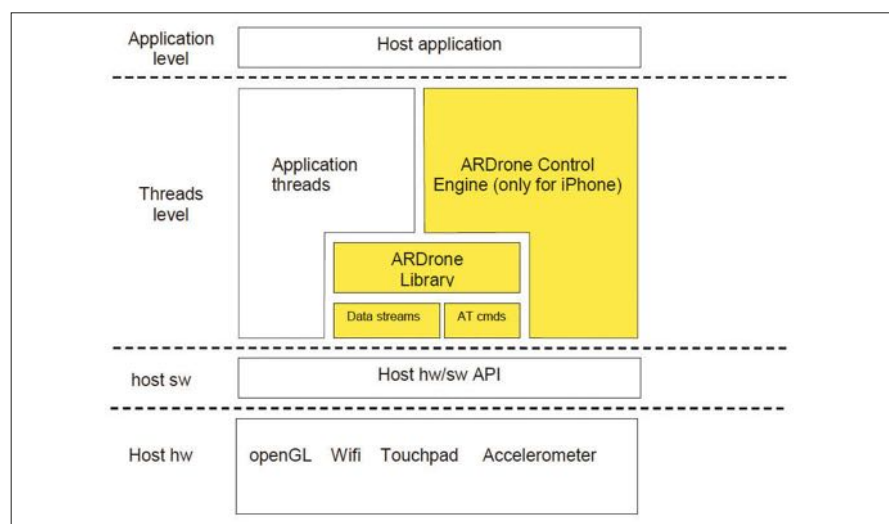 Application
level
Host application
Threads
level
Application
threads
ARDrone Control
Engine (only for iPhone)
ARDrone
Library
Data streams
AT cmds
host sw
Host hw/sw API
Host hw
openGL Wifi Touchpad Accelerometer